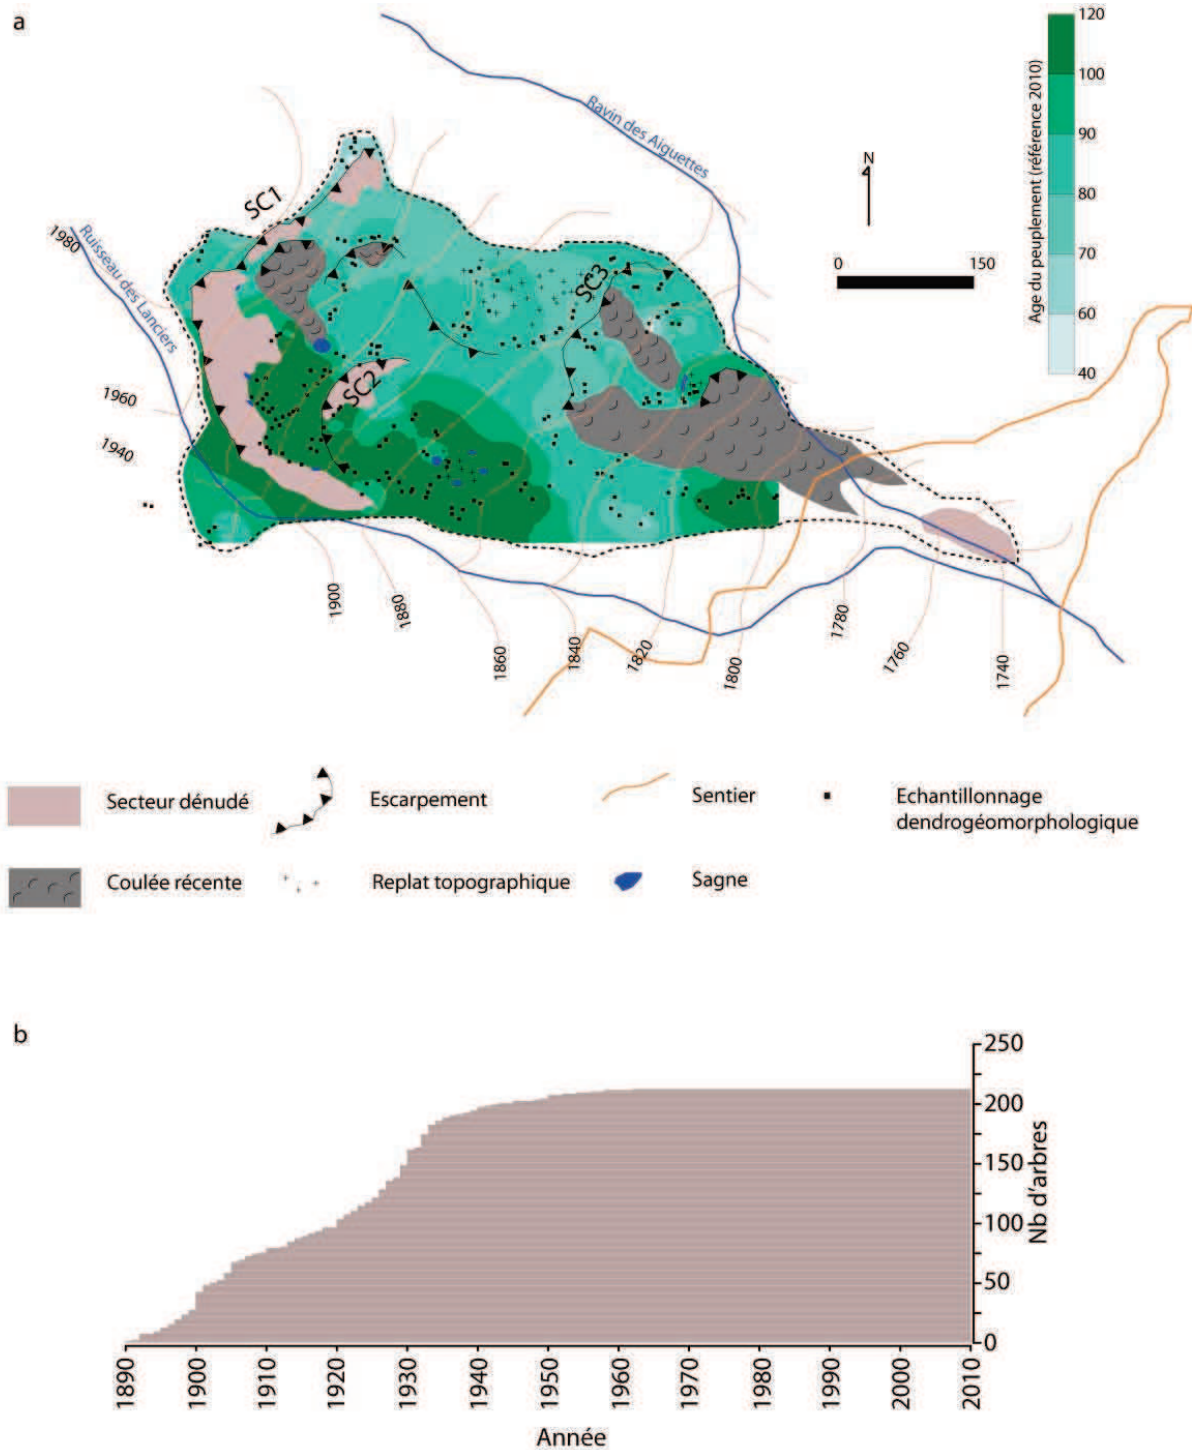 a
Ravin des Aiguettes
N
0 150
Age du peuplement (référence 2010)
120
100
90
80
70
60
40
SC1
SC2
SC3
Ruisseau des Lanciers
1980
1960
1940
1900
1880
1860
1840
1820
1800
1780
1760
1740
Secteur dénudé
Escarpement
Sentier
Echantillonnage
dendrogéomorphologique
Coulée récente
Replat topographique
Sagne
b
250
200
150
100
50
0
Nb d'arbres
1890 1900 1910 1920 1930 1940 1950 1960 1970 1980 1990 2000 2010
Année